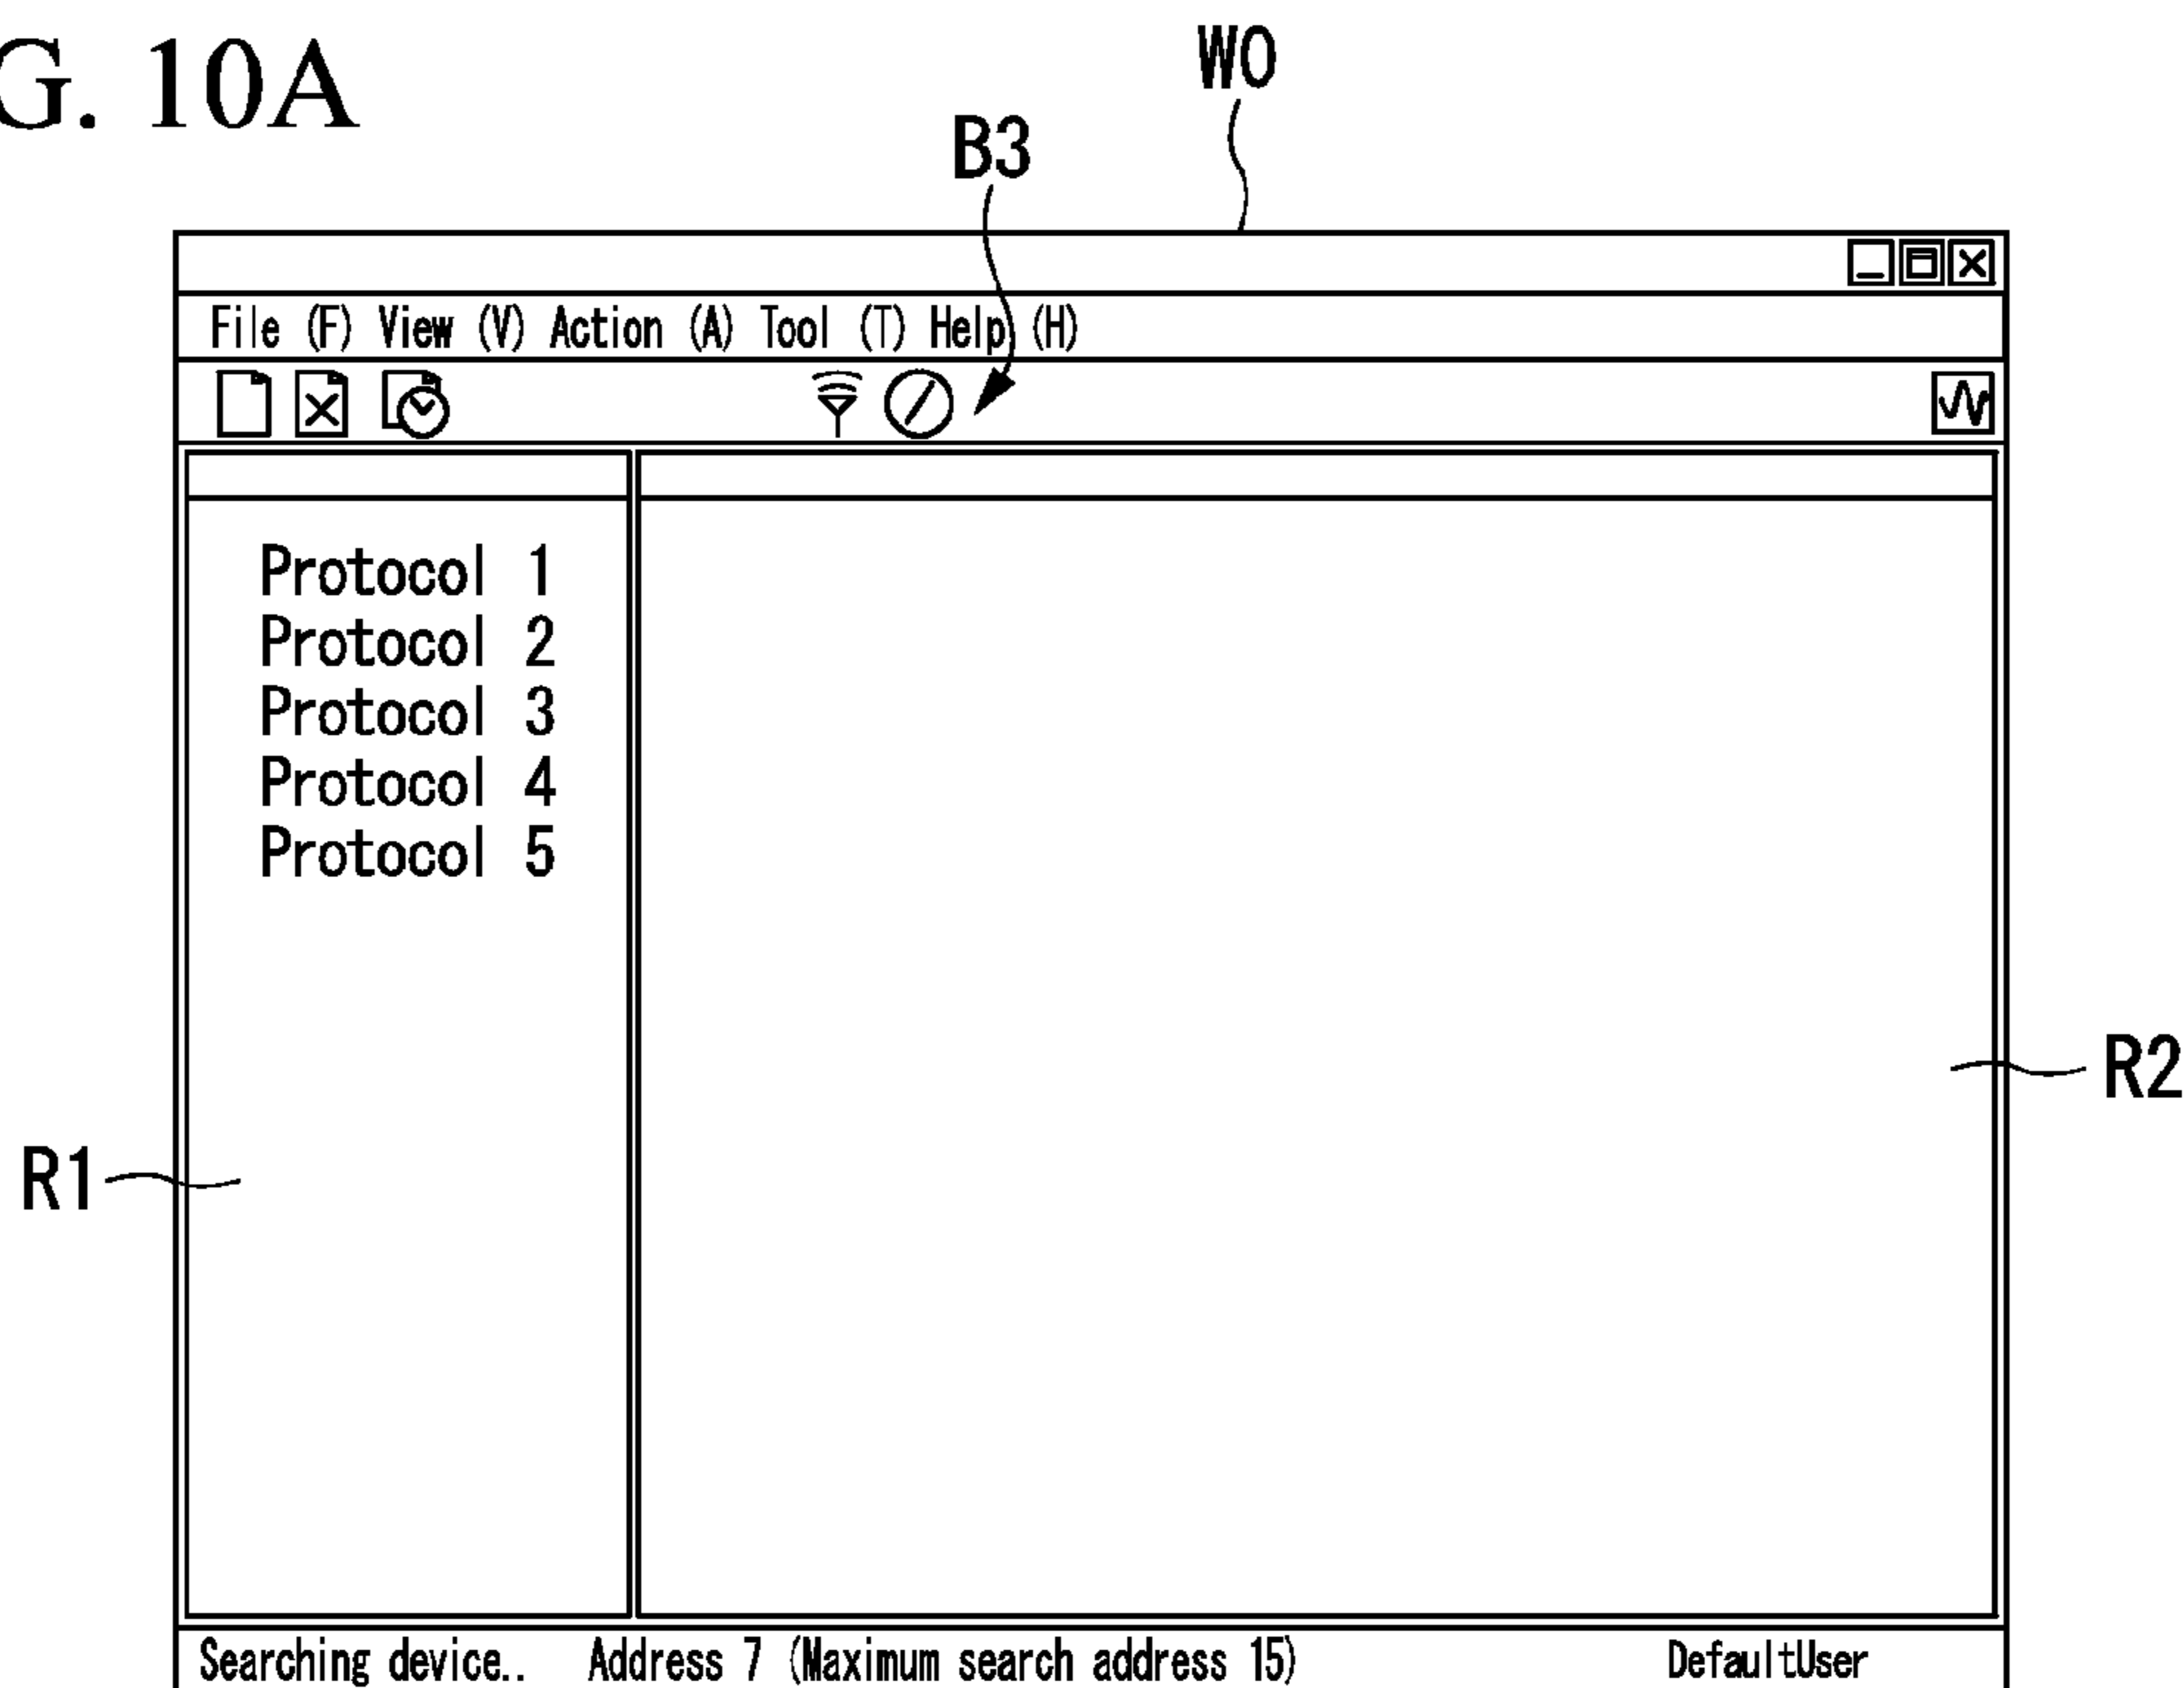 G. 10A
W0
B3
File (F) View (V) Action (A) Tool (T) Help (H)
Protocol 1
Protocol 2
Protocol 3
Protocol 4
Protocol 5
R2
R1
Searching device.. Address 7 (Maximum search address 15) DefaultUser